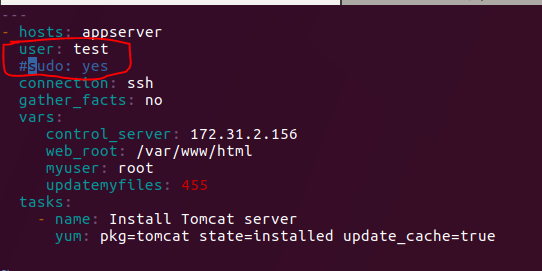 ---
- hosts: appserver
user: test
#sudo: yes
connection: ssh
gather_facts: no
vars:
control_server: 172.31.2.156
web_root: /var/www/html
myuser: root
updatemyfiles: 455
tasks:
- name: Install Tomcat server
yum: pkg=tomcat state=installed update_cache=true